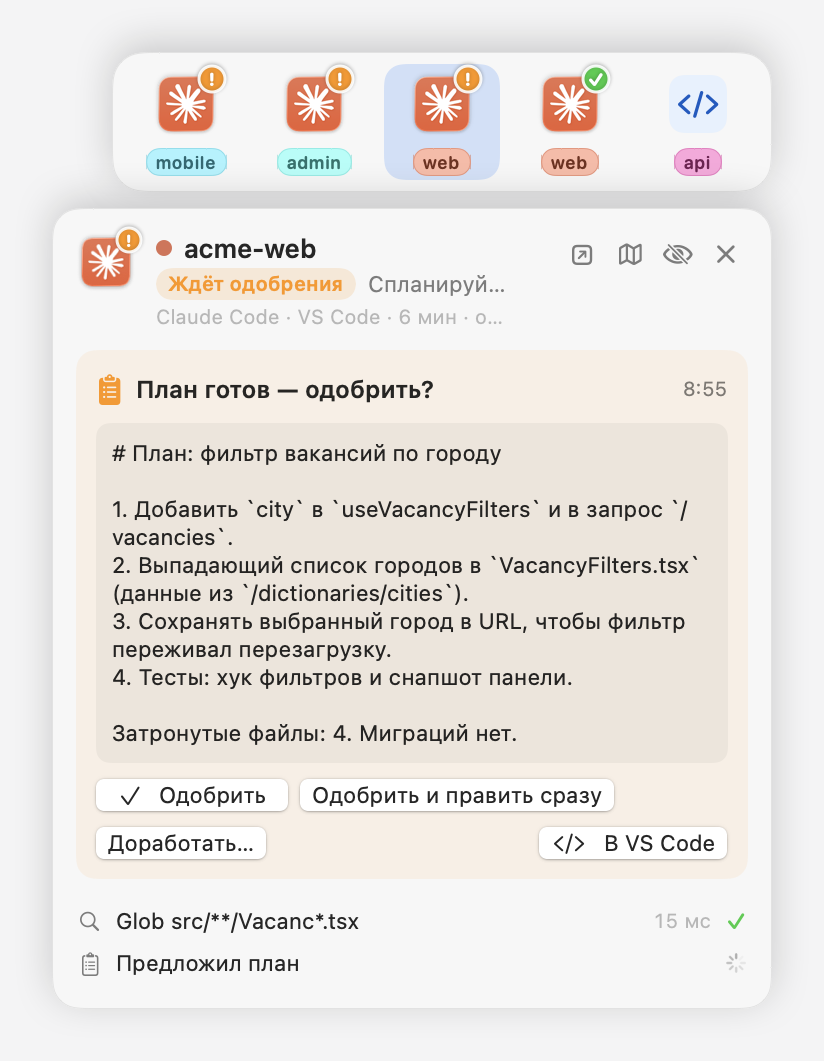 mobile
admin
web
web
</>
api
acme-web
Ждёт одобрения Спланируй…
Claude Code · VS Code · 6 мин · о…
План готов — одобрить? 8:55
# План: фильтр вакансий по городу
1. Добавить `city` в `useVacancyFilters` и в запрос `/
vacancies`.
2. Выпадающий список городов в `VacancyFilters.tsx`
(данные из `/dictionaries/cities`).
3. Сохранять выбранный город в URL, чтобы фильтр
переживал перезагрузку.
4. Тесты: хук фильтров и снапшот панели.
Затронутые файлы: 4. Миграций нет.
Одобрить
Одобрить и править сразу
Доработать…
</> В VS Code
Glob src/**/Vacanc*.tsx 15 мс
Предложил план